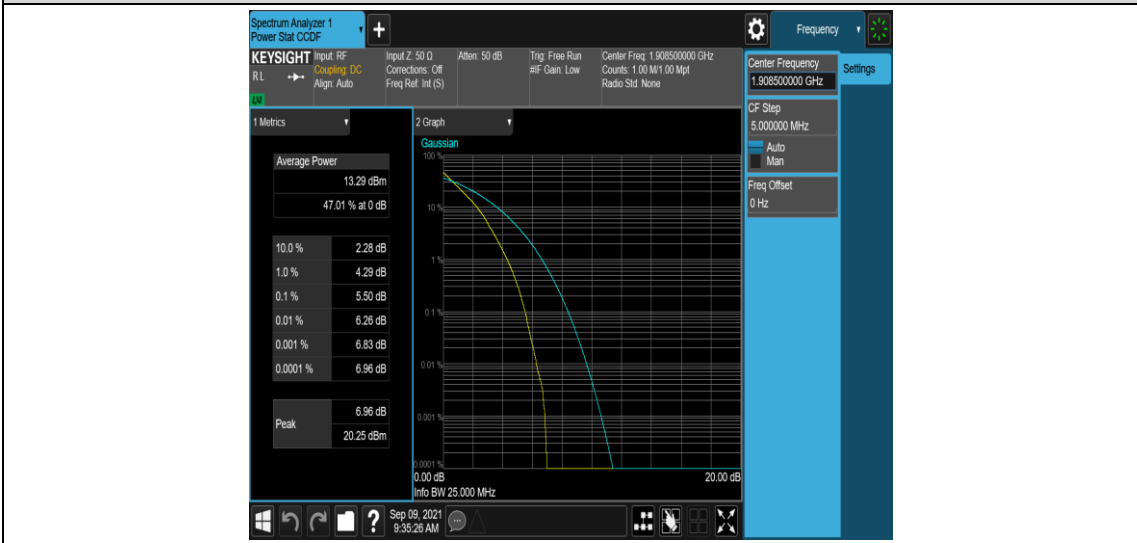 Spectrum Analyzer 1
Power Stat CCDF
+
Frequency
KEYSIGHT
R L
LXI
Input: RF
Coupling: DC
Align: Auto
Input Z: 50 Ω
Corrections: Off
Freq Ref: Int (S)
Atten: 50 dB
Trig: Free Run
#IF Gain: Low
Center Freq: 1.908500000 GHz
Counts: 1.00 M/1.00 Mpt
Radio Std: None
Center Frequency
1.908500000 GHz
Settings
CF Step
5.000000 MHz
Auto
Man
Freq Offset
0 Hz
1 Metrics
Average Power
13.29 dBm
47.01 % at 0 dB
10.0 % 2.28 dB
1.0 % 4.29 dB
0.1 % 5.50 dB
0.01 % 6.26 dB
0.001 % 6.83 dB
0.0001 % 6.96 dB
Peak
6.96 dB
20.25 dBm
2 Graph
Gaussian
100 %
10 %
1 %
0.1 %
0.01 %
0.001 %
0.0001 %
0.00 dB 20.00 dB
Info BW 25.000 MHz
?
Sep 09, 2021
9:35:26 AM